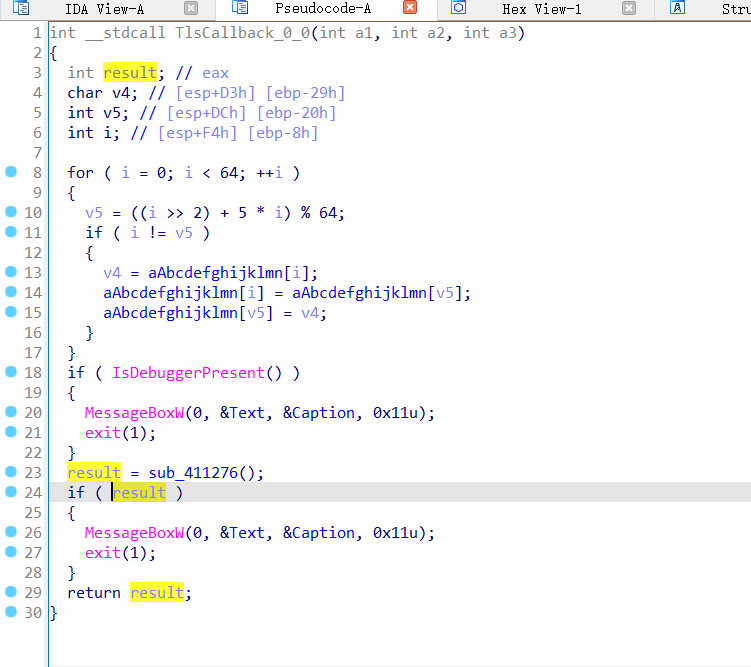 IDA View-A Pseudocode-A Hex View-1 Stru
1 int __stdcall TlsCallback_0_0(int a1, int a2, int a3)
2 {
3 int result; // eax
4 char v4; // [esp+D3h] [ebp-29h]
5 int v5; // [esp+DCh] [ebp-20h]
6 int i; // [esp+F4h] [ebp-8h]
7
8 for ( i = 0; i < 64; ++i )
9 {
10 v5 = ((i >> 2) + 5 * i) % 64;
11 if ( i != v5 )
12 {
13 v4 = aAbcdefghijklmn[i];
14 aAbcdefghijklmn[i] = aAbcdefghijklmn[v5];
15 aAbcdefghijklmn[v5] = v4;
16 }
17 }
18 if ( IsDebuggerPresent() )
19 {
20 MessageBoxW(0, &Text, &Caption, 0x11u);
21 exit(1);
22 }
23 result = sub_411276();
24 if ( result )
25 {
26 MessageBoxW(0, &Text, &Caption, 0x11u);
27 exit(1);
28 }
29 return result;
30 }